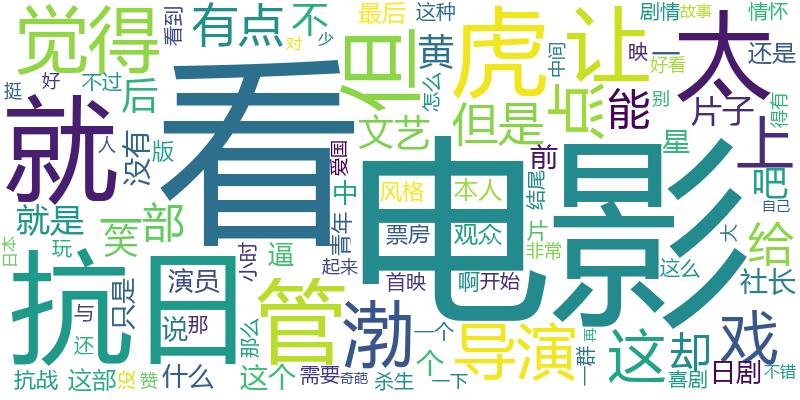 觉得
看到
有点
不
最后
这种
剧情
故事
情怀
对
少
但
黄
虎
让
映
一
还是
太
挺
好
不过
后
怎么
中间
好看
看
就
文艺
但是
点
能
别
片子
得有
人
没有
版
爱国
前
星
上
就是
笑
部
中
风格
本人
结尾
吧
自己
电影
日本
玩
小时
逼
青年
票房
观众
片
大
给
抗日
演员
起来
首映
啊
开始
非常
这么
社长
只是
与
说
那
管
渤
一个
导演
这
却
戏
还
那么
个
一群
再
抗战
这部
没
赞
什么
这个
需要
奇葩
杀生
一下
喜剧
日剧
不错